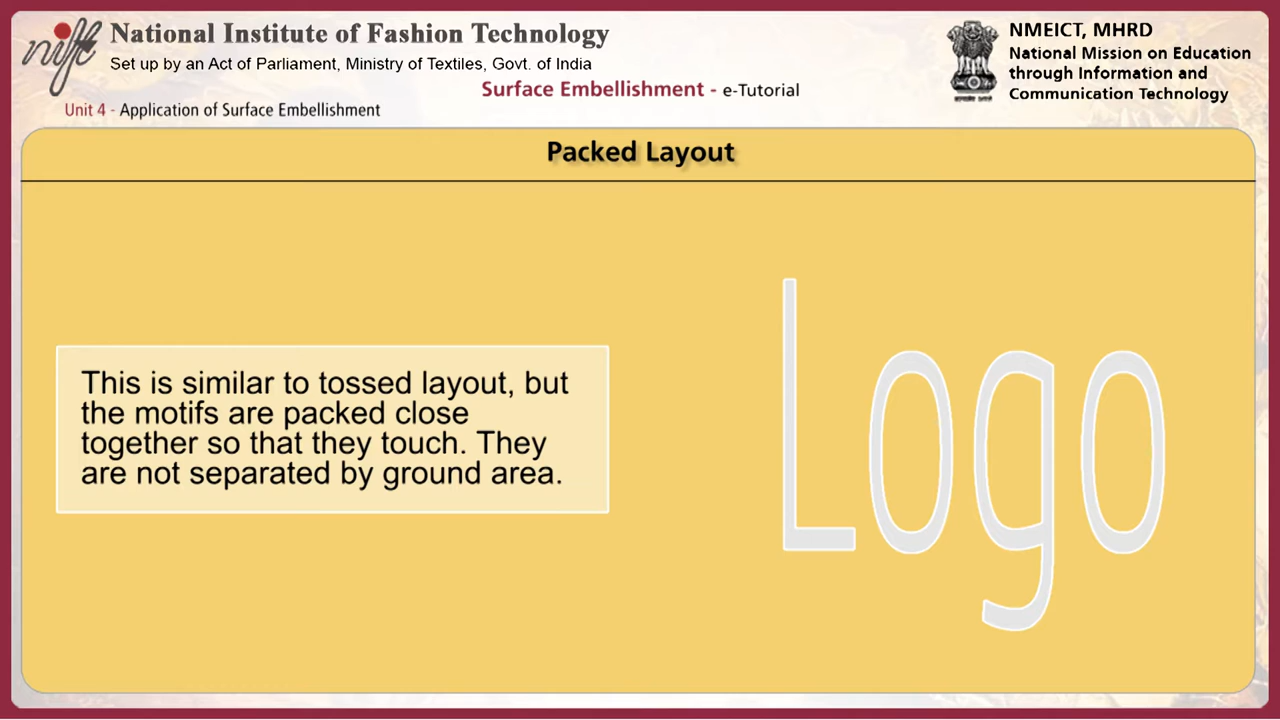 nift
National Institute of Fashion Technology
Set up by an Act of Parliament, Ministry of Textiles, Govt. of India
NMEICT, MHRD
National Mission on Education
through Information and
Communication Technology
Surface Embellishment - e-Tutorial
Unit 4 - Application of Surface Embellishment
Packed Layout
This is similar to tossed layout, but
the motifs are packed close
together so that they touch. They
are not separated by ground area.
Logo